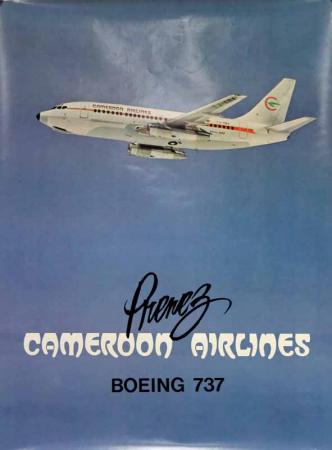 CAMEROON AIRLINES
Prenez
CAMEROON AIRLINES
BOEING 737